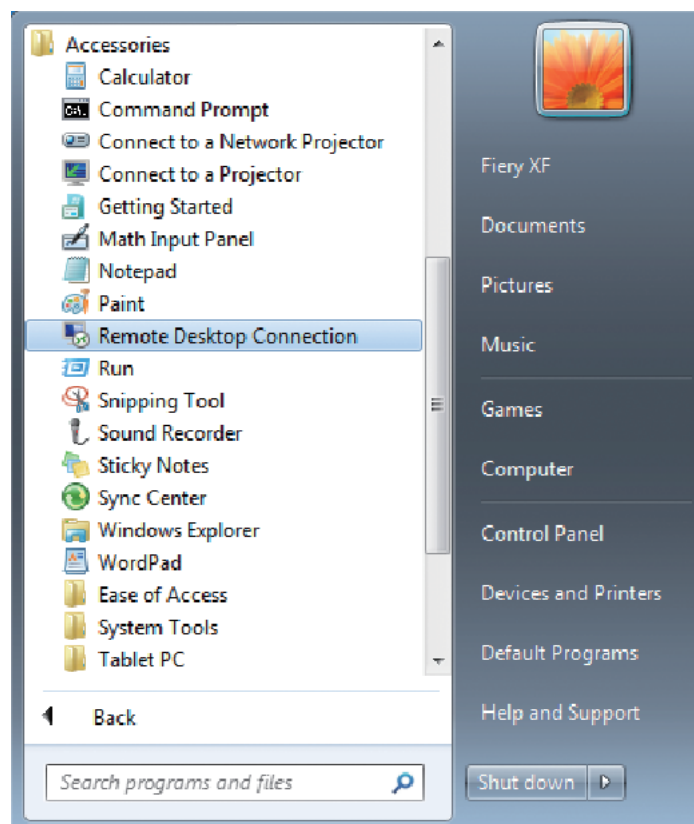 Accessories
Calculator
Command Prompt
Connect to a Network Projector
Connect to a Projector
Getting Started
Math Input Panel
Notepad
Paint
Remote Desktop Connection
Run
Snipping Tool
Sound Recorder
Sticky Notes
Sync Center
Windows Explorer
WordPad
Ease of Access
System Tools
Tablet PC
Back
Search programs and files
Fiery XF
Documents
Pictures
Music
Games
Computer
Control Panel
Devices and Printers
Default Programs
Help and Support
Shut down